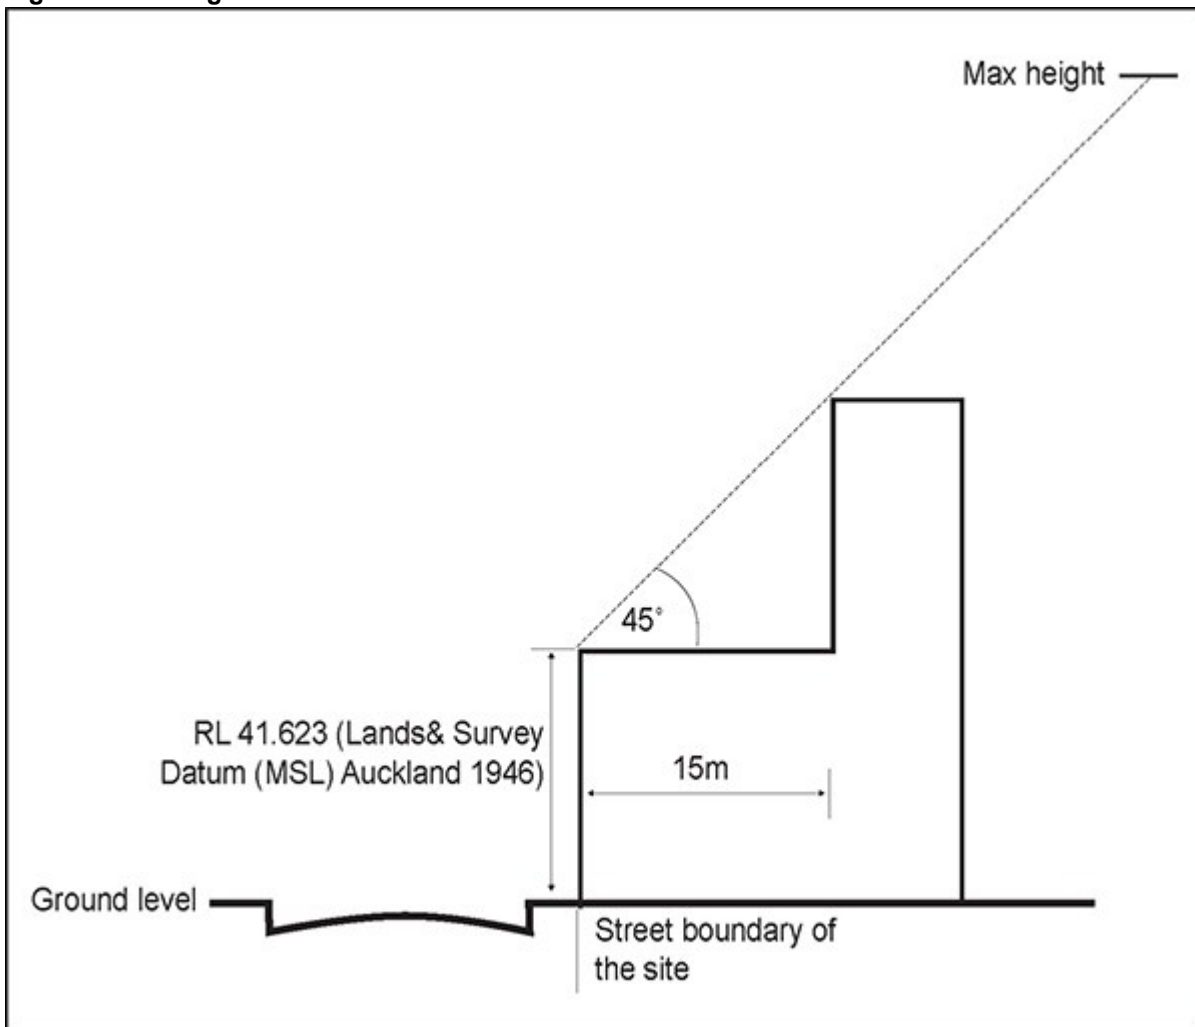 Max height
45°
RL 41.623 (Lands& Survey
Datum (MSL) Auckland 1946)
15m
Ground level
Street boundary of
the site